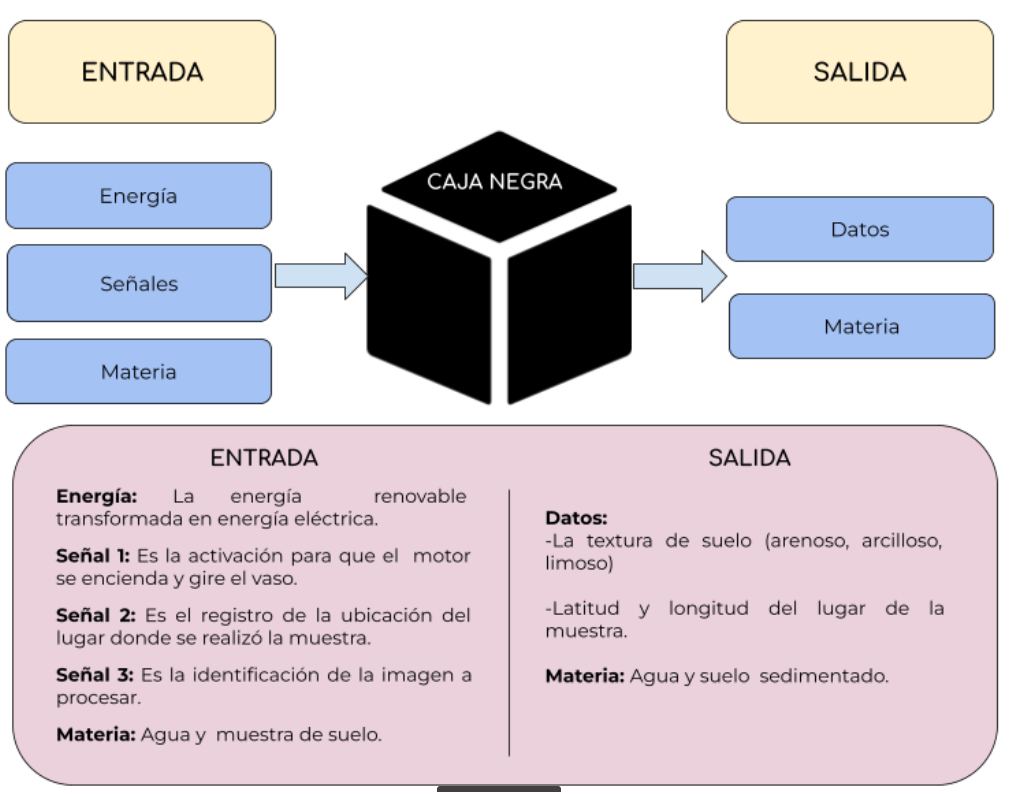 ENTRADA
SALIDA
Energía
Señales
Materia
CAJA NEGRA
Datos
Materia
ENTRADA
Energía: La energía renovable
transformada en energía eléctrica.
Señal 1: Es la activación para que el motor
se encienda y gire el vaso.
Señal 2: Es el registro de la ubicación del
lugar donde se realizó la muestra.
Señal 3: Es la identificación de la imagen a
procesar.
Materia: Agua y muestra de suelo.
SALIDA
Datos:
-La textura de suelo (arenoso, arcilloso,
limoso)
-Latitud y longitud del lugar de la
muestra.
Materia: Agua y suelo sedimentado.